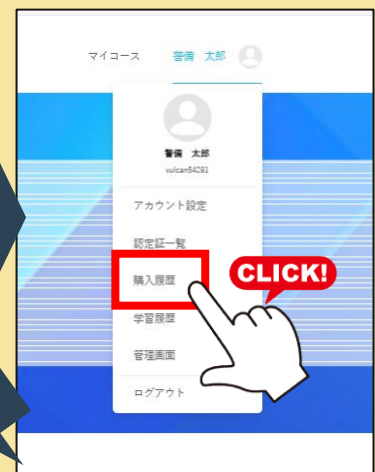 マイコース 警備 太郎
警備 太郎
vulcan54281
アカウント設定
認定証一覧
購入履歴
CLICK!
学習履歴
管理画面
ログアウト